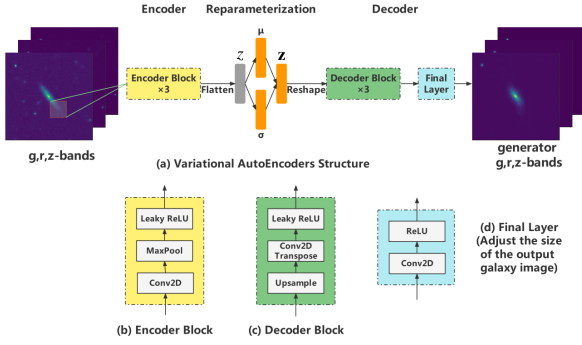 Encoder Reparameterization Decoder
μ
z z
Encoder Block
×3
Flatten
Reshape
Decoder Block
×3
Final
Layer
σ
g,r,z-bands
generator
g,r,z-bands
(a) Variational AutoEncoders Structure
Leaky ReLU
MaxPool
Conv2D
(b) Encoder Block
Leaky ReLU
Conv2D
Transpose
Upsample
(c) Decoder Block
ReLU
Conv2D
(d) Final Layer
(Adjust the size
of the output
galaxy image)